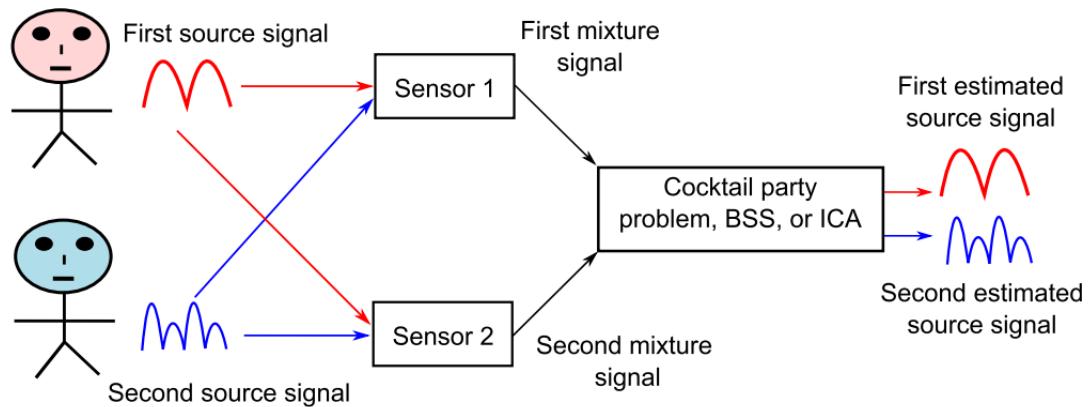 First source signal
First mixture
signal
Sensor 1
First estimated
source signal
Cocktail party
problem, BSS, or ICA
Sensor 2
Second mixture
signal
Second estimated
source signal
Second source signal